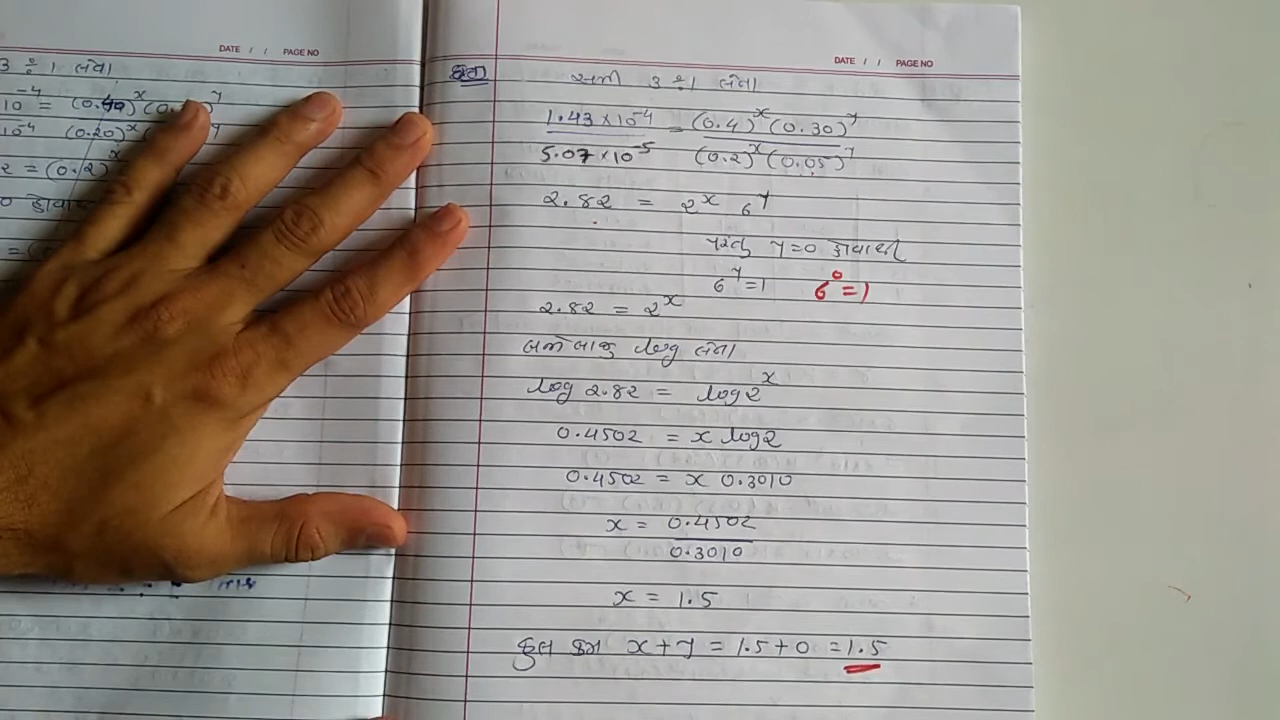 DATE / / PAGE NO
3 ÷ 1 લેતા
10⁻⁴ = (0.40)ˣ(0.
10⁻⁴ (0.20)ˣ
2 = (0.2)ˣ
DATE / / PAGE NO
સમી 3 ÷ 1 લેતા
1.43 × 10⁻⁴ = (0.4)ˣ (0.30)ʸ
5.07 × 10⁻⁵ (0.2)ˣ (0.05)ʸ
2.82 = 2ˣ 6ʸ
પરંતુ y = 0 હોવાથી
6ʸ = 1 6⁰ = 1
2.82 = 2ˣ
બંને બાજુ log લેતા
log 2.82 = log 2ˣ
0.4502 = x log 2
0.4502 = x 0.3010
x = 0.4502
0.3010
x = 1.5
કુલ ક્રમ x + y = 1.5 + 0 = 1.5